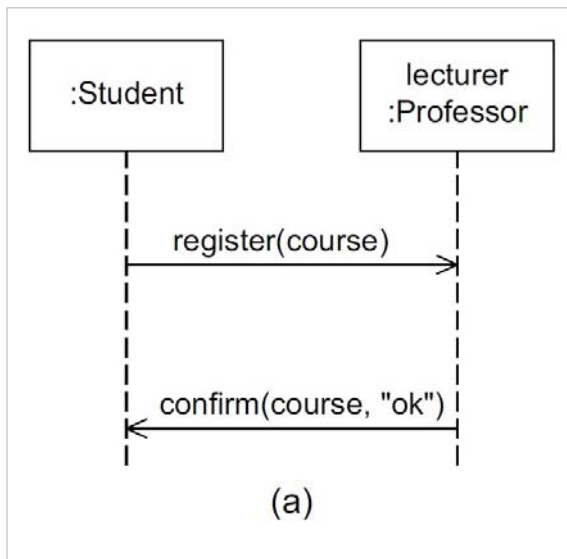 :Student
lecturer
:Professor
register(course)
confirm(course, "ok")
(a)